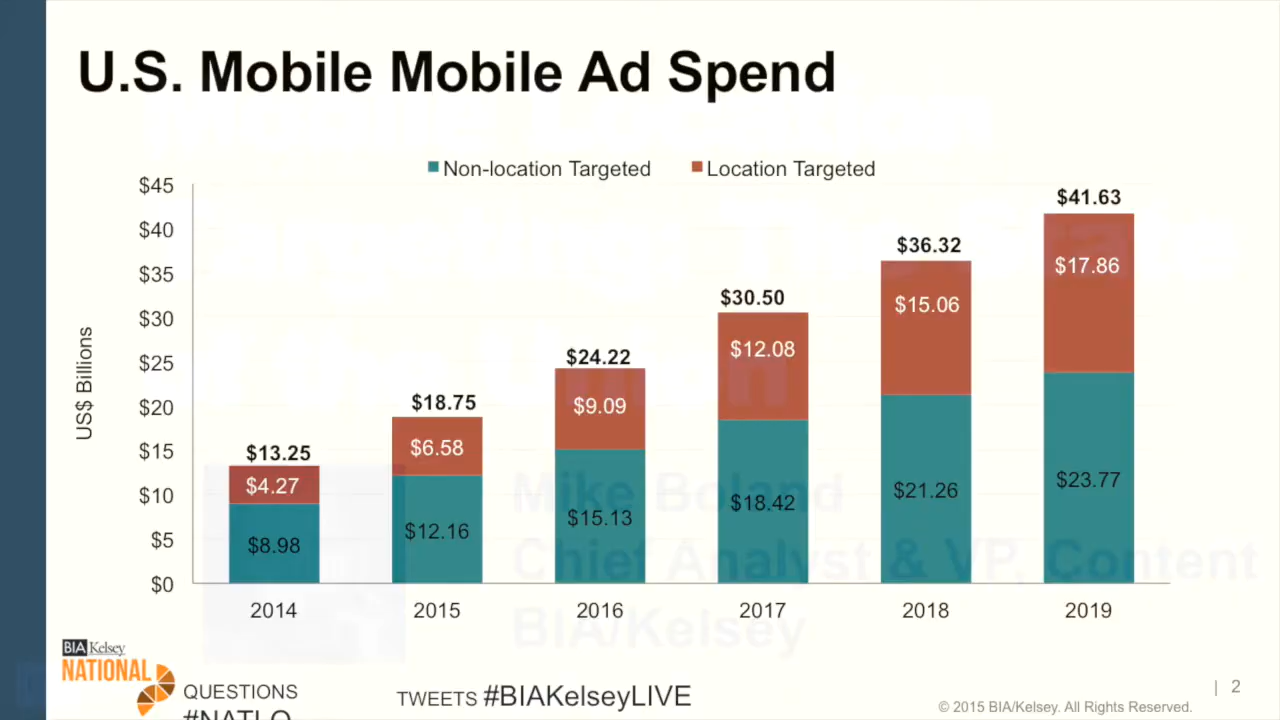 U.S. Mobile Mobile Ad Spend
Non-location Targeted
Location Targeted
US$ Billions
$45
$40
$35
$30
$25
$20
$15
$10
$5
$0
$13.25
$4.27
$8.98
$18.75
$6.58
$12.16
$24.22
$9.09
$15.13
$30.50
$12.08
$18.42
$36.32
$15.06
$21.26
$41.63
$17.86
$23.77
2014 2015 2016 2017 2018 2019
Mike Boland
Chief Analyst & VP, Content
BIA/Kelsey
BIA Kelsey
NATIONAL
QUESTIONS
TWEETS #BIAKelseyLIVE
| 2
© 2015 BIA/Kelsey. All Rights Reserved.